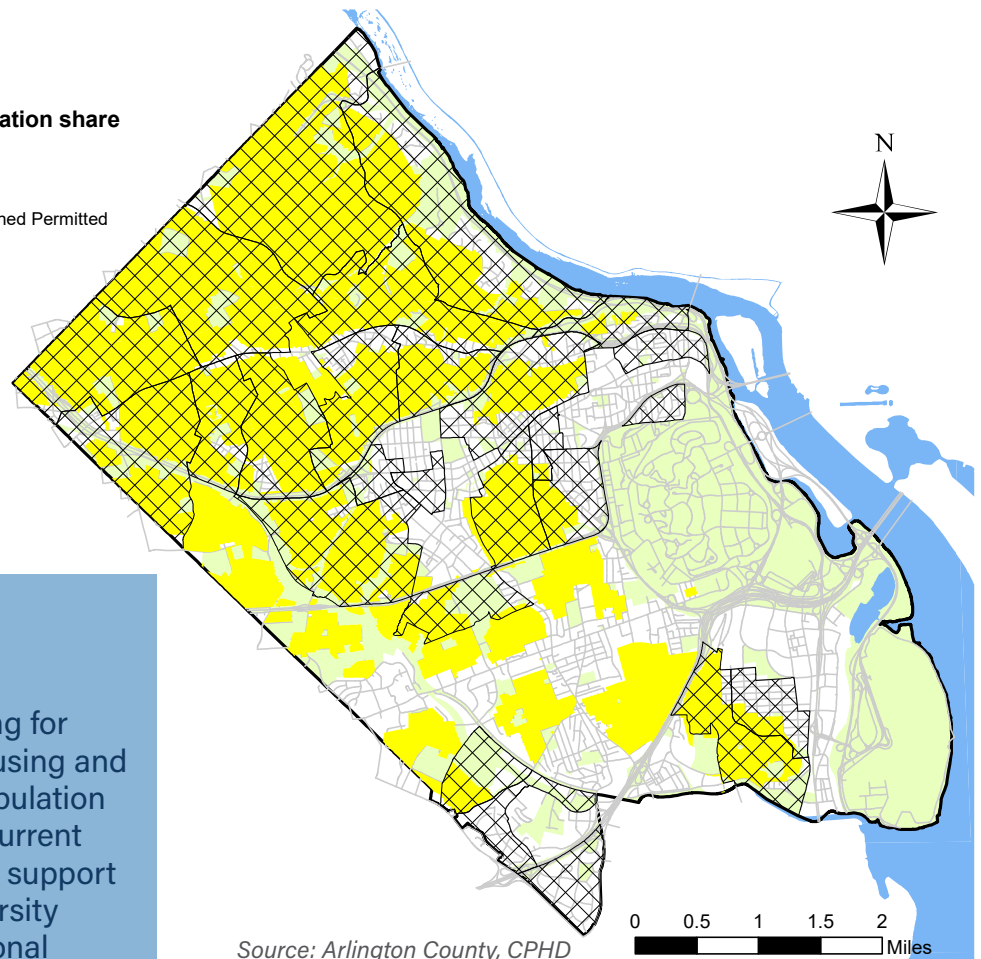 ation share
ned Permitted
N
ng for
using and
pulation
urrent
support
rsity
onal
Source: Arlington County, CPHD
0 0.5 1 1.5 2
Miles